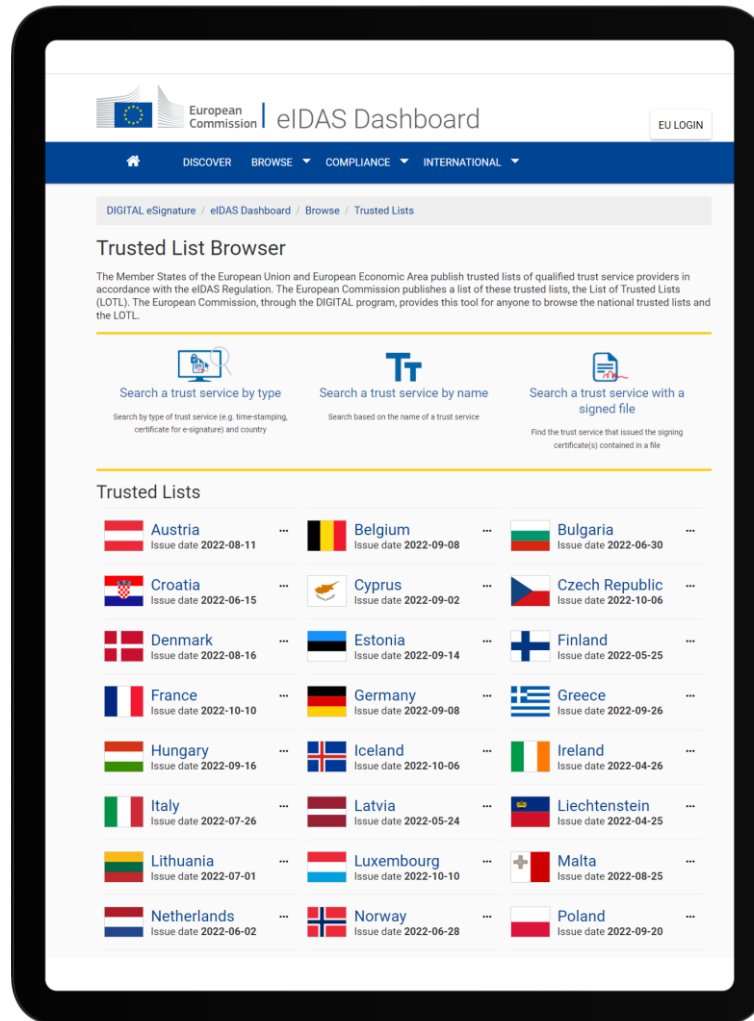 European
Commission
eIDAS Dashboard
EU LOGIN
DISCOVER BROWSE COMPLIANCE INTERNATIONAL
DIGITAL eSignature / eIDAS Dashboard / Browse / Trusted Lists
Trusted List Browser
The Member States of the European Union and European Economic Area publish trusted lists of qualified trust service providers in
accordance with the eIDAS Regulation. The European Commission publishes a list of these trusted lists, the List of Trusted Lists
(LOTL). The European Commission, through the DIGITAL program, provides this tool for anyone to browse the national trusted lists and
the LOTL.
Search a trust service by type
Search by type of trust service (e.g. time-stamping,
certificate for e-signature) and country
Search a trust service by name
Search based on the name of a trust service
Search a trust service with a
signed file
Find the trust service that issued the signing
certificate(s) contained in a file
Trusted Lists
Austria
Issue date 2022-08-11
Belgium
Issue date 2022-09-08
Bulgaria
Issue date 2022-06-30
Croatia
Issue date 2022-06-15
Cyprus
Issue date 2022-09-02
Czech Republic
Issue date 2022-10-06
Denmark
Issue date 2022-08-16
Estonia
Issue date 2022-09-14
Finland
Issue date 2022-05-25
France
Issue date 2022-10-10
Germany
Issue date 2022-09-08
Greece
Issue date 2022-09-26
Hungary
Issue date 2022-09-16
Iceland
Issue date 2022-10-06
Ireland
Issue date 2022-04-26
Italy
Issue date 2022-07-26
Latvia
Issue date 2022-05-24
Liechtenstein
Issue date 2022-04-25
Lithuania
Issue date 2022-07-01
Luxembourg
Issue date 2022-10-10
Malta
Issue date 2022-08-25
Netherlands
Issue date 2022-06-02
Norway
Issue date 2022-06-28
Poland
Issue date 2022-09-20